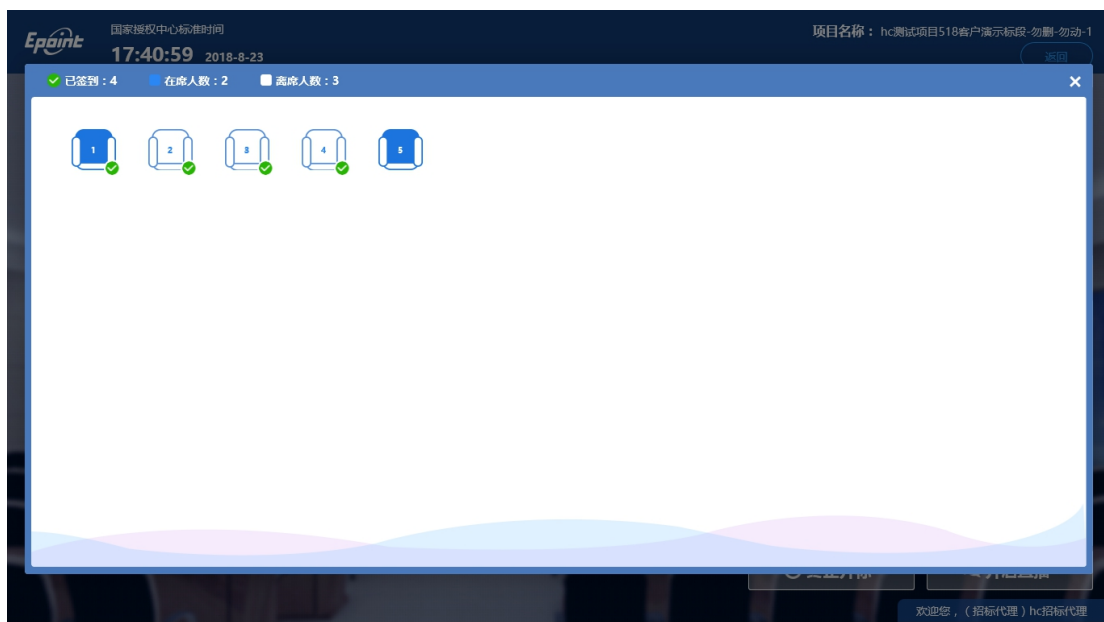 Epoint
国家授权中心标准时间
17:40:59 2018-8-23
项目名称：hc测试项目518客户演示标段-勿删-勿动-1
返回
已签到：4 在席人数：2 离席人数：3
1 2 3 4 5
欢迎您，（招标代理）hc招标代理